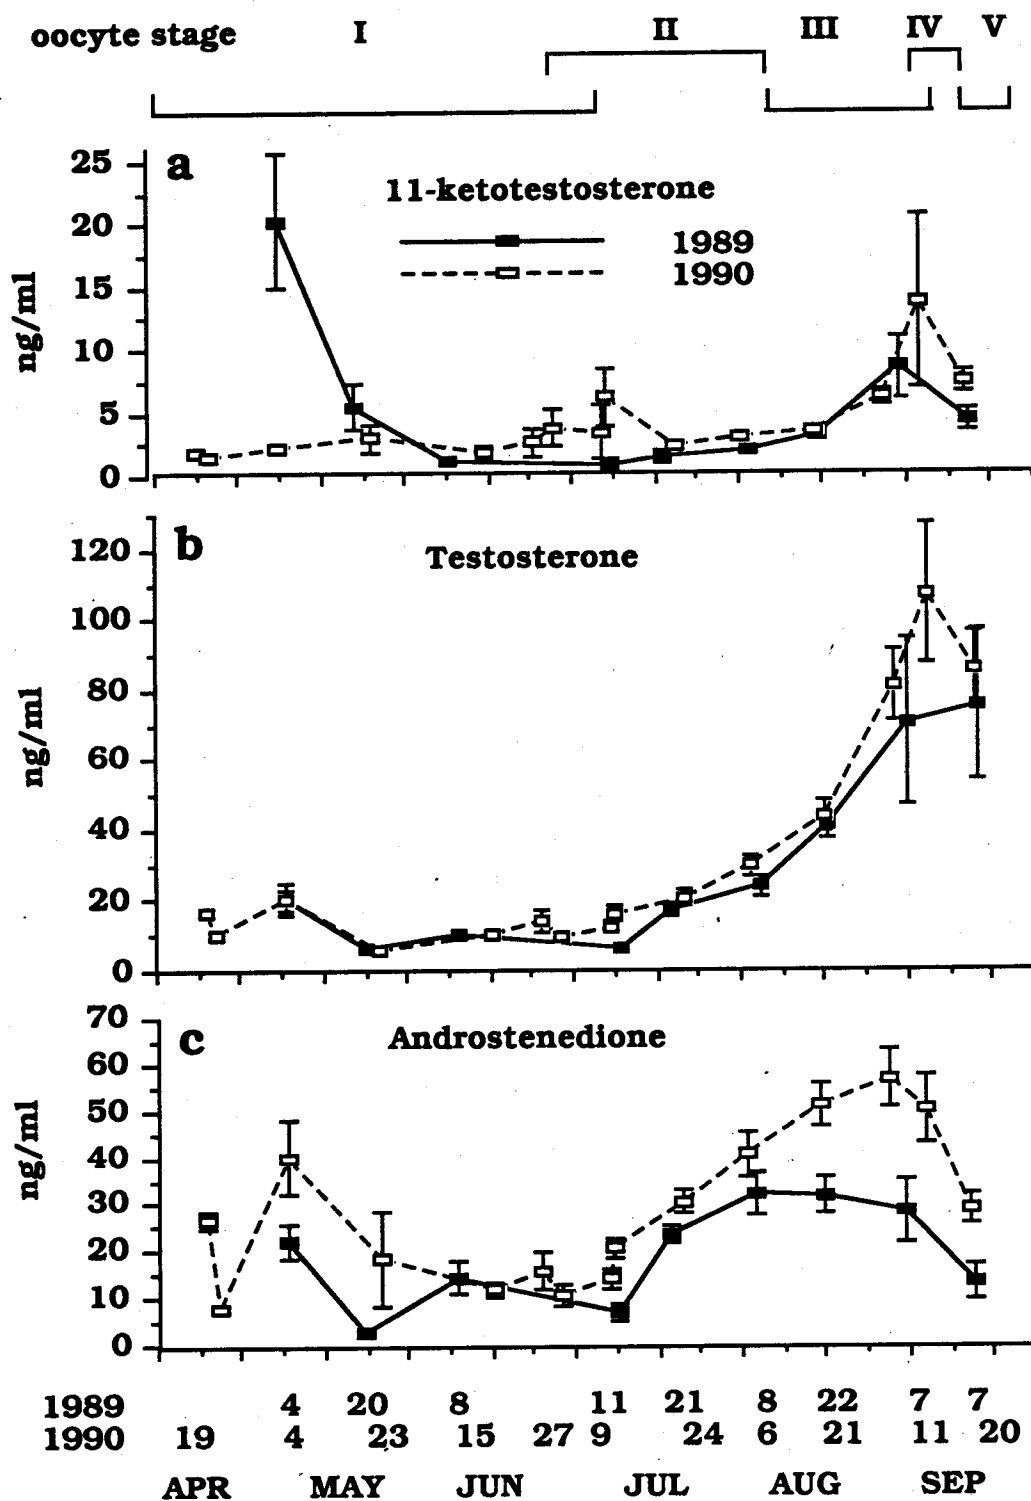 oocyte stage I II III IV V
a
11-ketotestosterone
1989
1990
25
20
15
10
5
0
ng/ml
b
Testosterone
120
100
80
60
40
20
0
ng/ml
c
Androstenedione
70
60
50
40
30
20
10
0
ng/ml
1989 4 20 8 11 21 8 22 7 7
1990 19 4 23 15 27 9 24 6 21 11 20
APR MAY JUN JUL AUG SEP